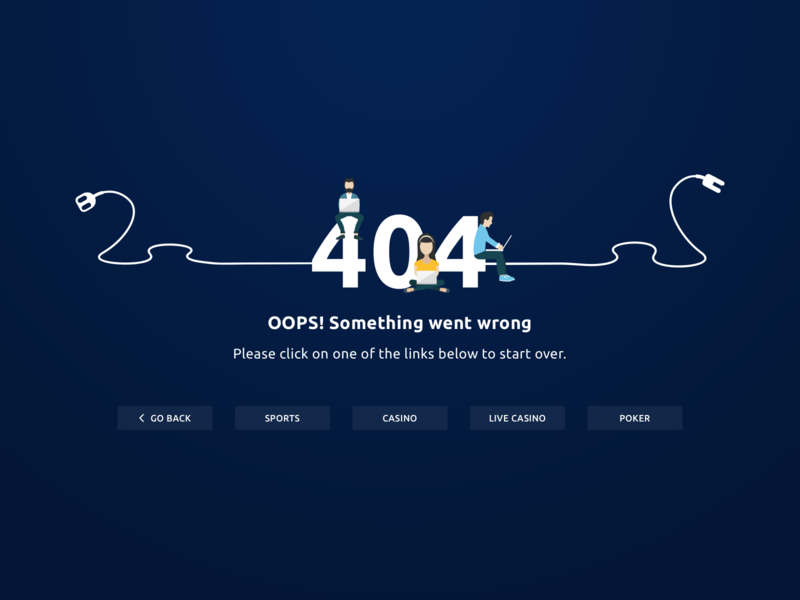 404
OOPS! Something went wrong
Please click on one of the links below to start over.
GO BACK
SPORTS
CASINO
LIVE CASINO
POKER